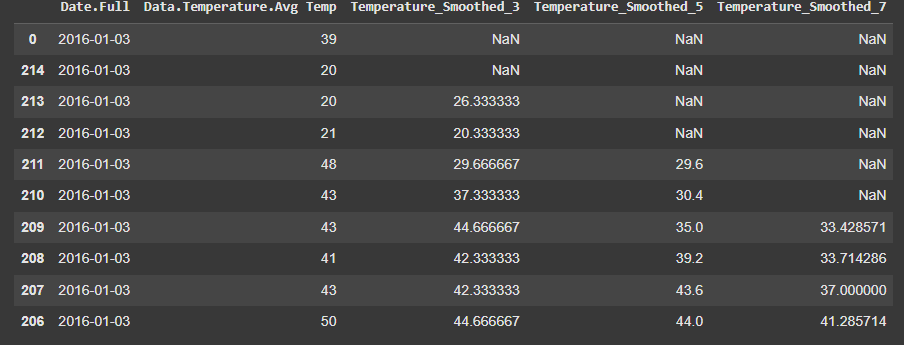 Date.Full Data.Temperature.Avg Temp Temperature_Smoothed_3 Temperature_Smoothed_5 Temperature_Smoothed_7
0 2016-01-03 39 NaN NaN NaN
214 2016-01-03 20 NaN NaN NaN
213 2016-01-03 20 26.333333 NaN NaN
212 2016-01-03 21 20.333333 NaN NaN
211 2016-01-03 48 29.666667 29.6 NaN
210 2016-01-03 43 37.333333 30.4 NaN
209 2016-01-03 43 44.666667 35.0 33.428571
208 2016-01-03 41 42.333333 39.2 33.714286
207 2016-01-03 43 42.333333 43.6 37.000000
206 2016-01-03 50 44.666667 44.0 41.285714